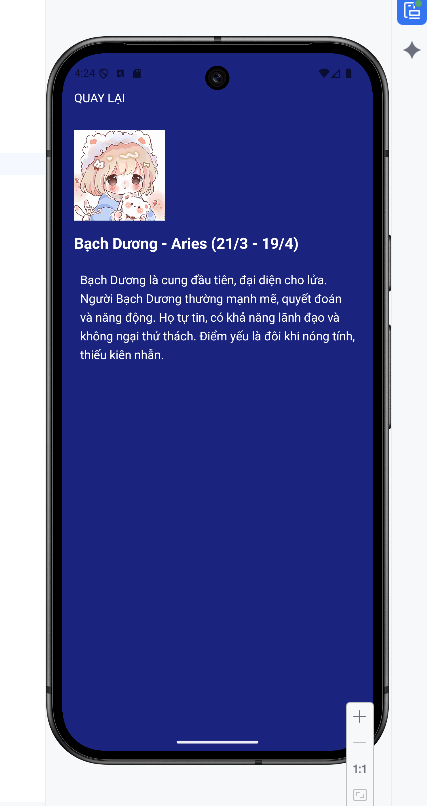 4:24
QUAY LẠI
Bạch Dương - Aries (21/3 - 19/4)
Bạch Dương là cung đầu tiên, đại diện cho lửa.
Người Bạch Dương thường mạnh mẽ, quyết đoán
và năng động. Họ tự tin, có khả năng lãnh đạo và
không ngại thử thách. Điểm yếu là đôi khi nóng tính,
thiếu kiên nhẫn.
1:1